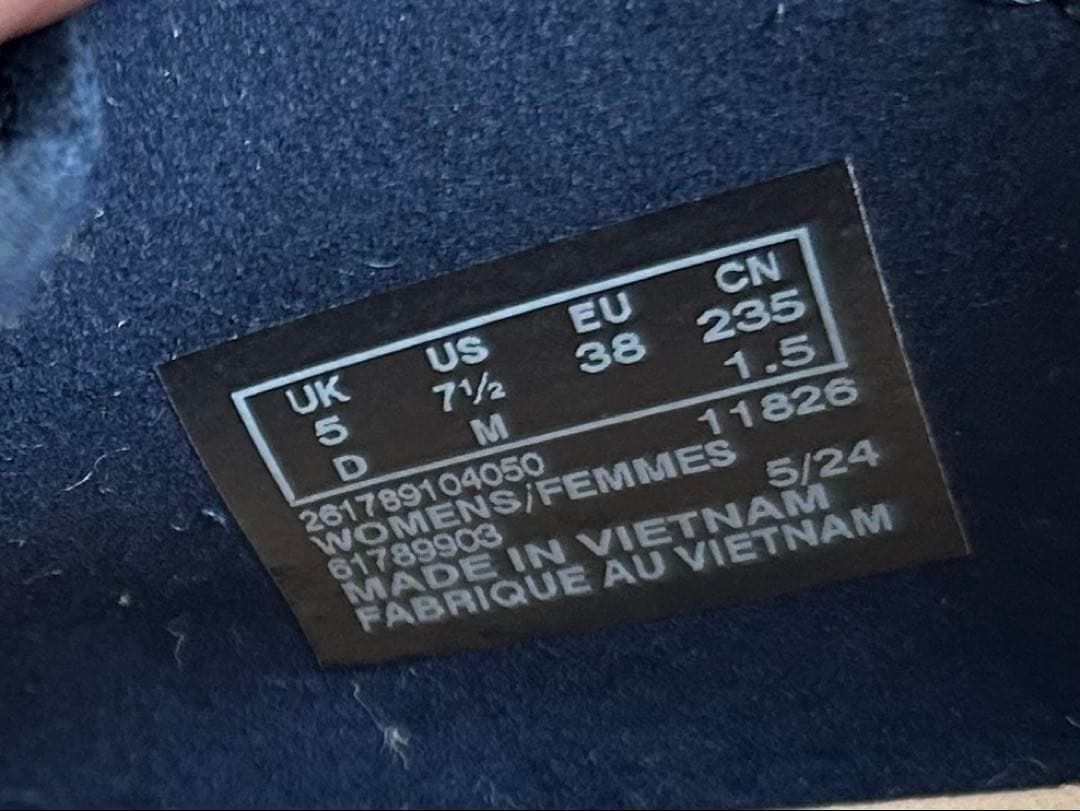 UK US EU CN
5 7½ 38 235
D M 1.5
261789104050 11826
WOMENS/FEMMES
61789903 5/24
MADE IN VIETNAM
FABRIQUE AU VIETNAM